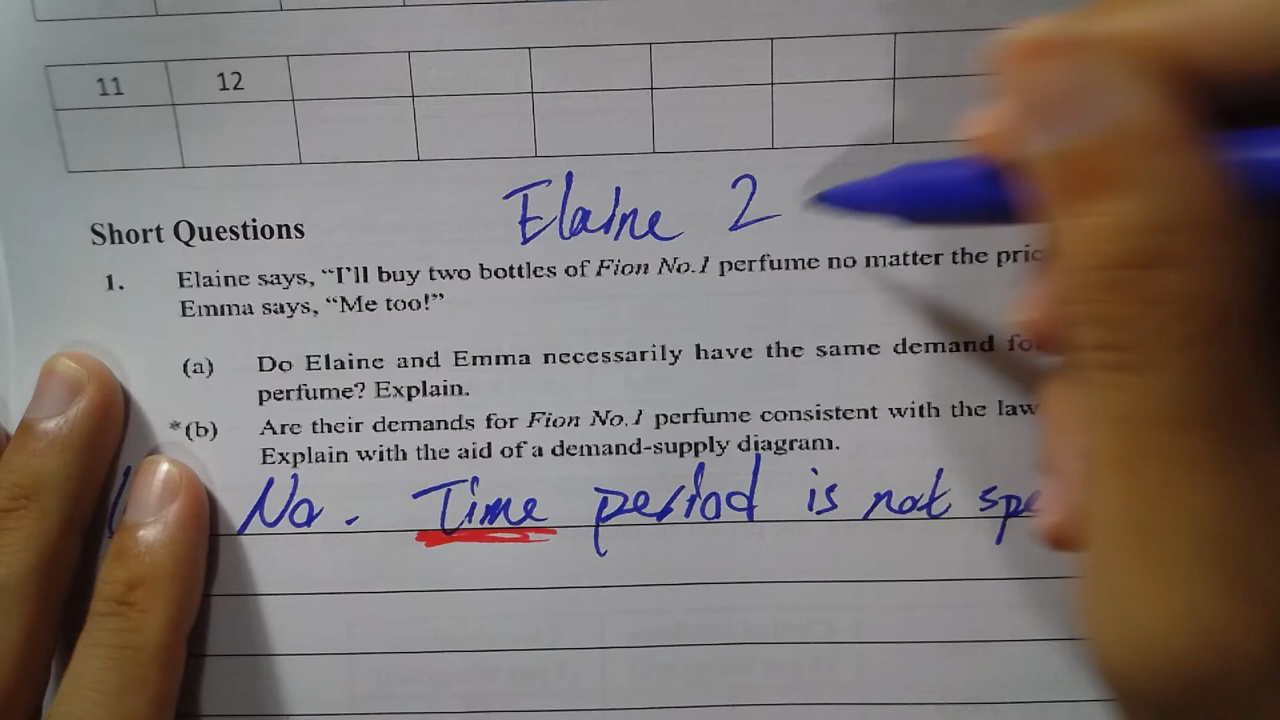 11 12
Elaine 2
Short Questions
1. Elaine says, “I’ll buy two bottles of Fion No.1 perfume no matter the
Emma says, “Me too!”
(a) Do Elaine and Emma necessarily have the same demand
perfume? Explain.
*(b) Are their demands for Fion No.1 perfume consistent with the law
Explain with the aid of a demand-supply diagram.
No. Time period is not